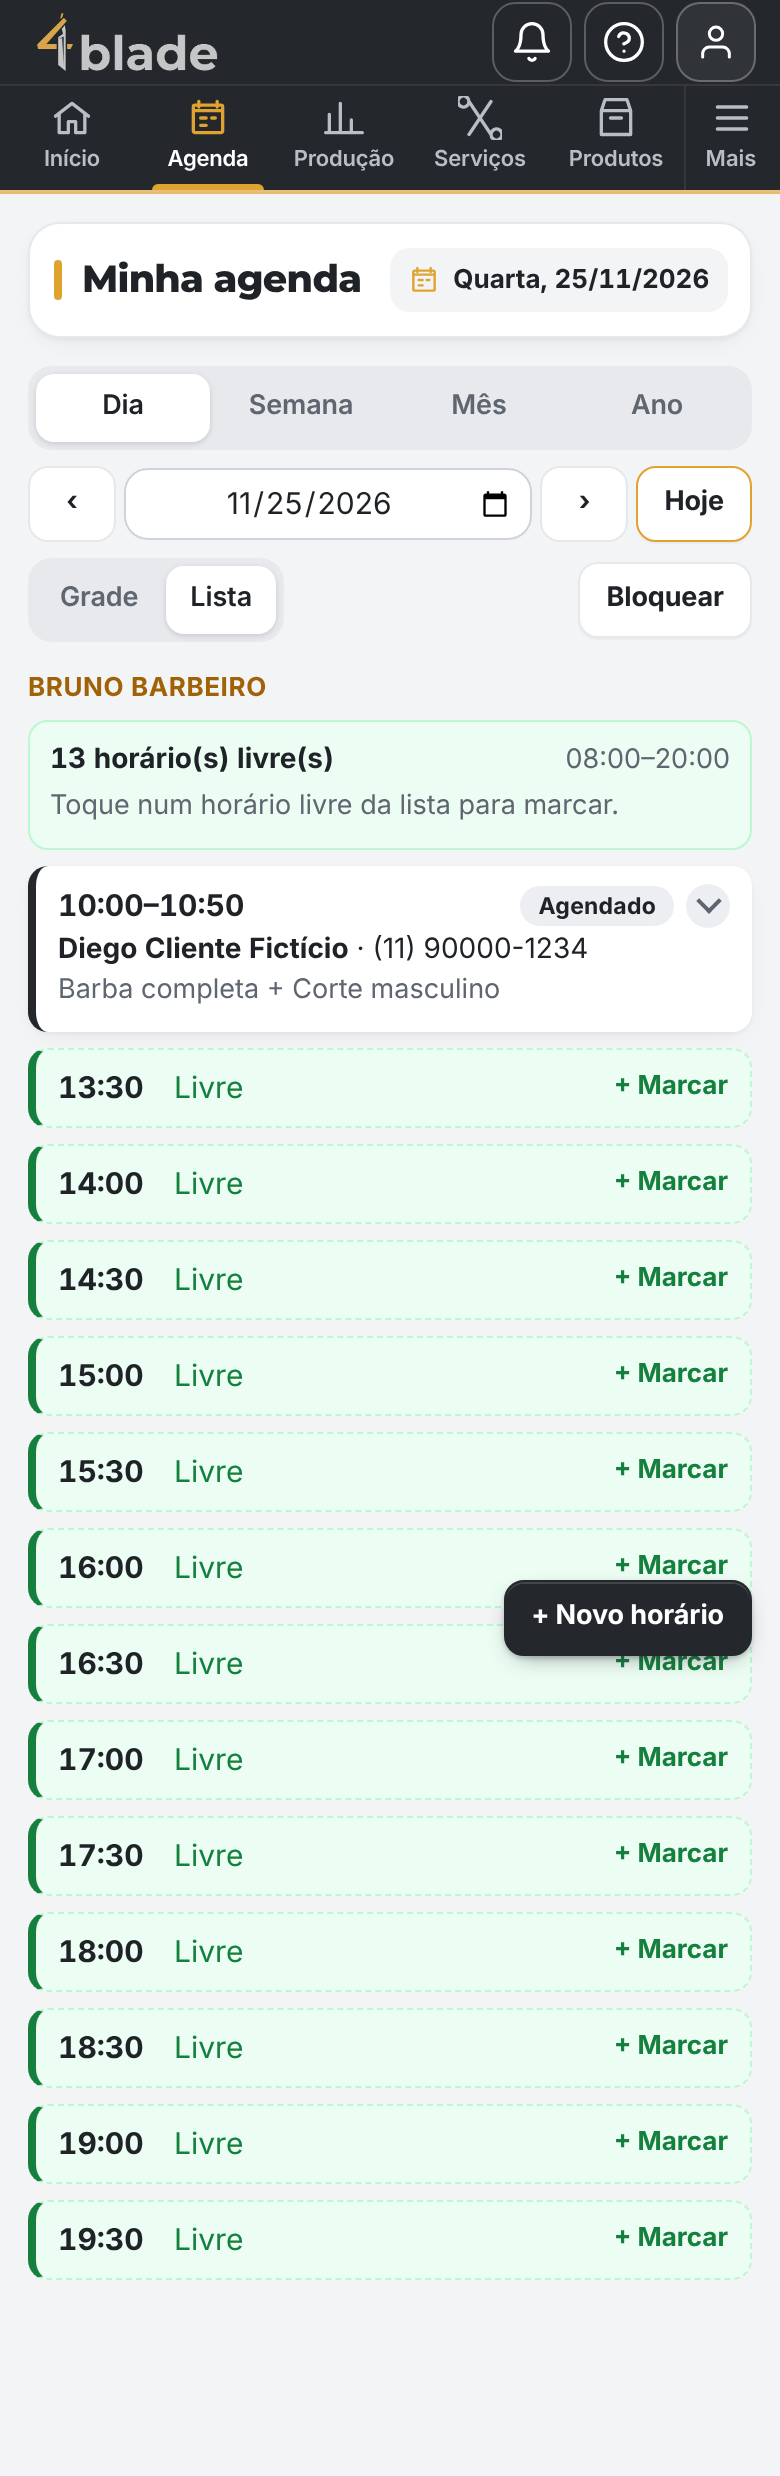 4blade
Início Agenda Produção Serviços Produtos Mais
Minha agenda Quarta, 25/11/2026
Dia Semana Mês Ano
‹ 11/25/2026 › Hoje
Grade Lista Bloquear
BRUNO BARBEIRO
13 horário(s) livre(s) 08:00–20:00
Toque num horário livre da lista para marcar.
10:00–10:50 Agendado
Diego Cliente Fictício · (11) 90000-1234
Barba completa + Corte masculino
13:30 Livre + Marcar
14:00 Livre + Marcar
14:30 Livre + Marcar
15:00 Livre + Marcar
15:30 Livre + Marcar
16:00 Livre + Marcar
+ Novo horário
16:30 Livre + Marcar
17:00 Livre + Marcar
17:30 Livre + Marcar
18:00 Livre + Marcar
18:30 Livre + Marcar
19:00 Livre + Marcar
19:30 Livre + Marcar